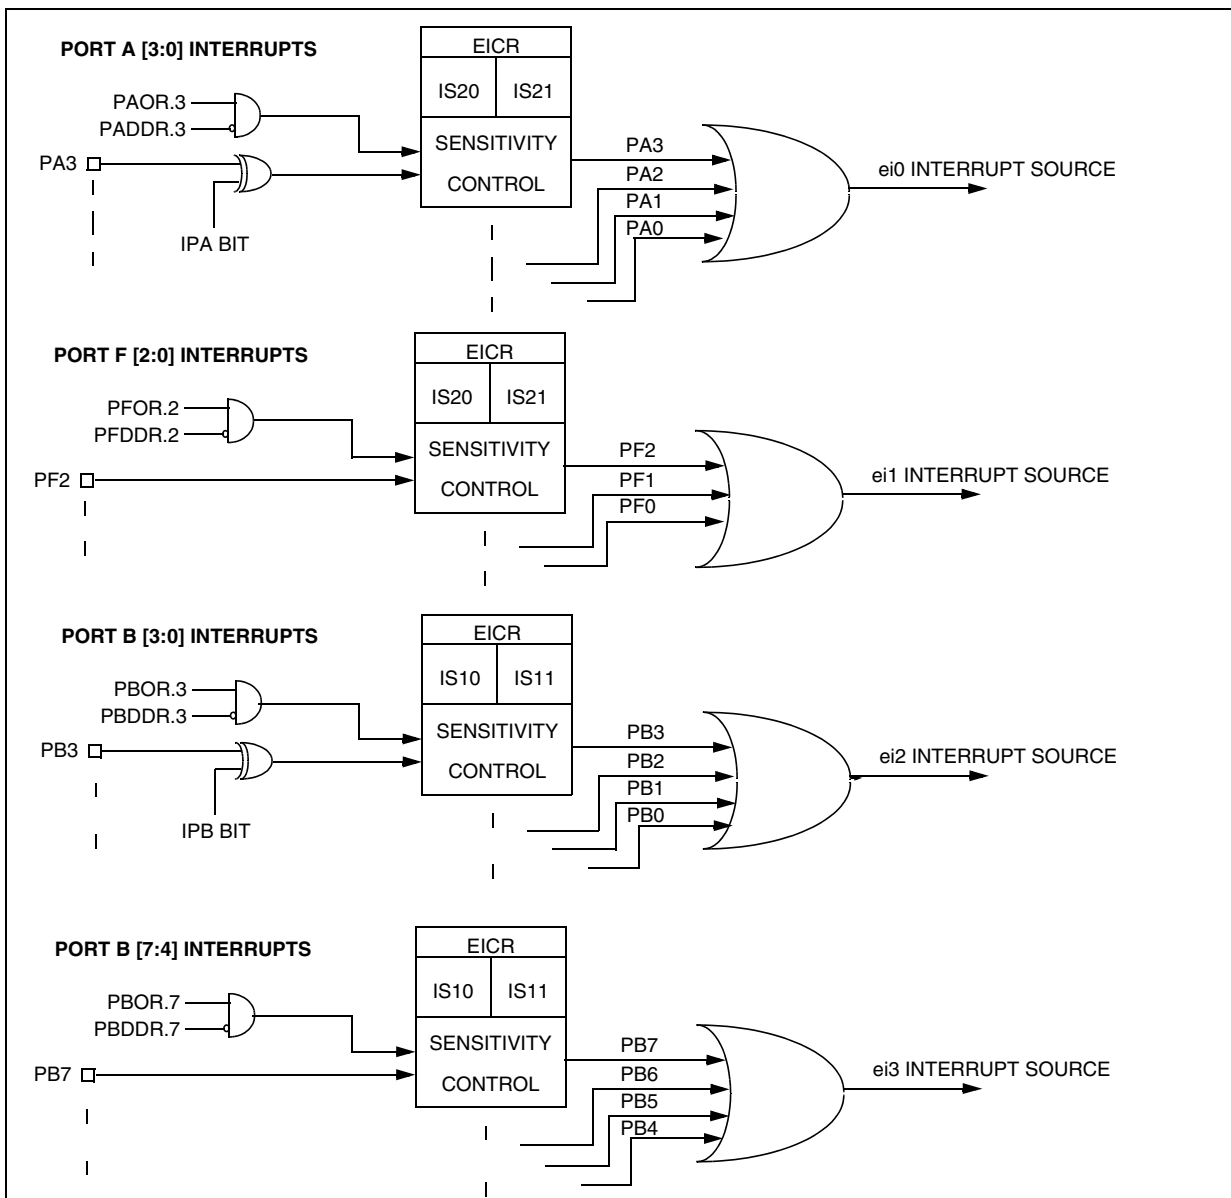 PORT A [3:0] INTERRUPTS
EICR
IS20 IS21
PAOR.3
PADDR.3
SENSITIVITY
CONTROL
PA3
IPA BIT
PA3
PA2
PA1
PA0
ei0 INTERRUPT SOURCE
PORT F [2:0] INTERRUPTS
EICR
IS20 IS21
PFOR.2
PFDDR.2
SENSITIVITY
CONTROL
PF2
PF2
PF1
PF0
ei1 INTERRUPT SOURCE
PORT B [3:0] INTERRUPTS
EICR
IS10 IS11
PBOR.3
PBDDR.3
SENSITIVITY
CONTROL
PB3
IPB BIT
PB3
PB2
PB1
PB0
ei2 INTERRUPT SOURCE
PORT B [7:4] INTERRUPTS
EICR
IS10 IS11
PBOR.7
PBDDR.7
SENSITIVITY
CONTROL
PB7
PB7
PB6
PB5
PB4
ei3 INTERRUPT SOURCE